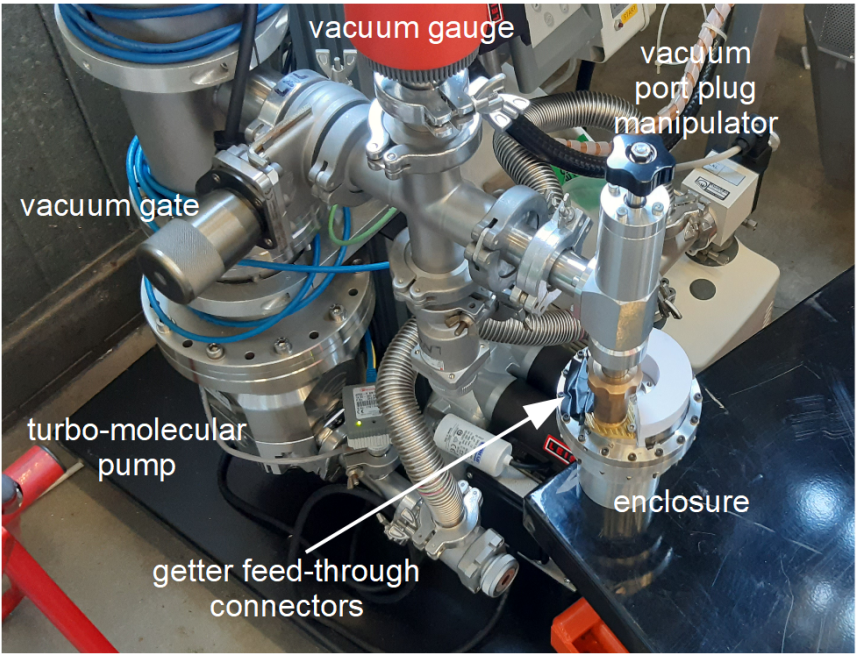 vacuum gauge
vacuum
port plug
manipulator
vacuum gate
turbo-molecular
pump
enclosure
getter feed-through
connectors